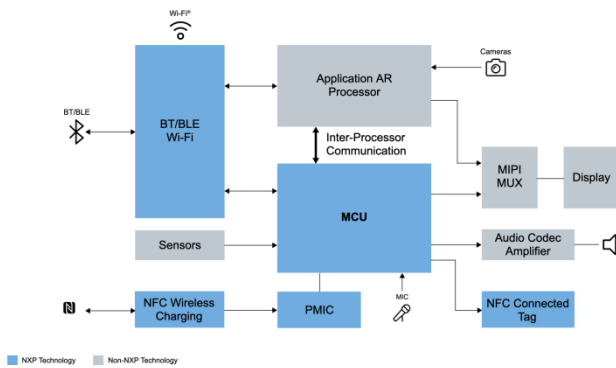 Wi-Fi®
Cameras
Application AR
Processor
BT/BLE
BT/BLE
Wi-Fi
Inter-Processor
Communication
MIPI
MUX
Display
MCU
Sensors
Audio Codec
Amplifier
MIC
NFC Wireless
Charging
PMIC
NFC Connected
Tag
NXP Technology
Non-NXP Technology